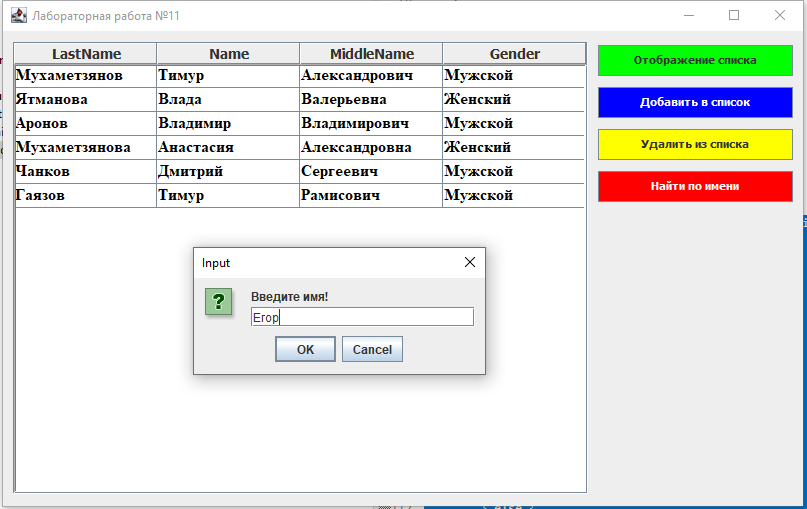 Лабораторная работа №11
LastName Name MiddleName Gender
Мухаметзянов Тимур Александрович Мужской
Ятманова Влада Валерьевна Женский
Аронов Владимир Владимирович Мужской
Мухаметзянова Анастасия Александровна Женский
Чанков Дмитрий Сергеевич Мужской
Гаязов Тимур Рамисович Мужской
Отображение списка
Добавить в список
Удалить из списка
Найти по имени
Input
Введите имя!
Егор
OK Cancel